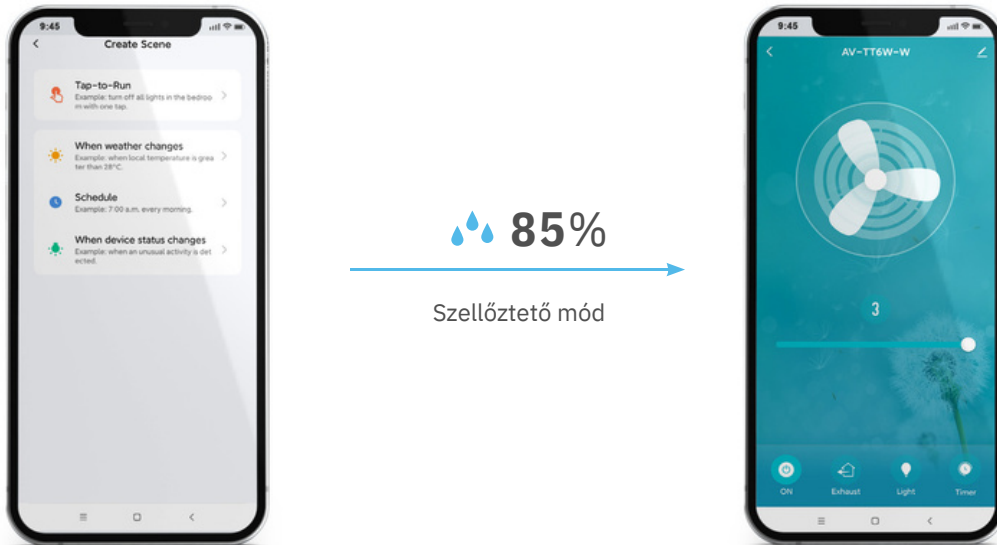 9:45
Create Scene
Tap-to-Run
Example: turn off all lights in the bedroo
m with one tap.
When weather changes
Example: when local temperature is grea
ter than 28°C.
Schedule
Example: 7:00 a.m. every morning.
When device status changes
Example: when an unusual activity is det
ected.
85%
Szellőztető mód
9:45
AV-TT6W-W
3
ON Exhaust Light Timer